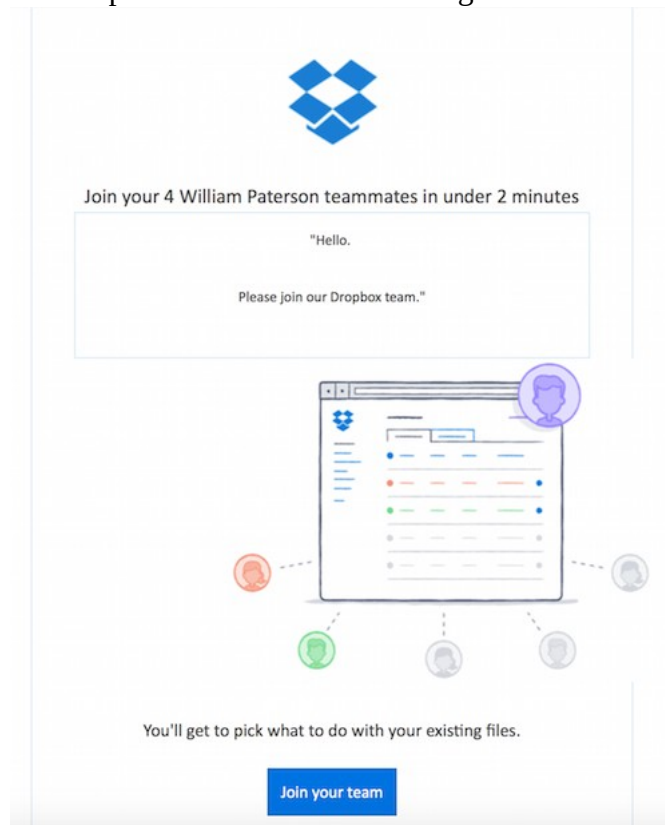 Join your 4 William Paterson teammates in under 2 minutes
"Hello.
Please join our Dropbox team."
You'll get to pick what to do with your existing files.
Join your team